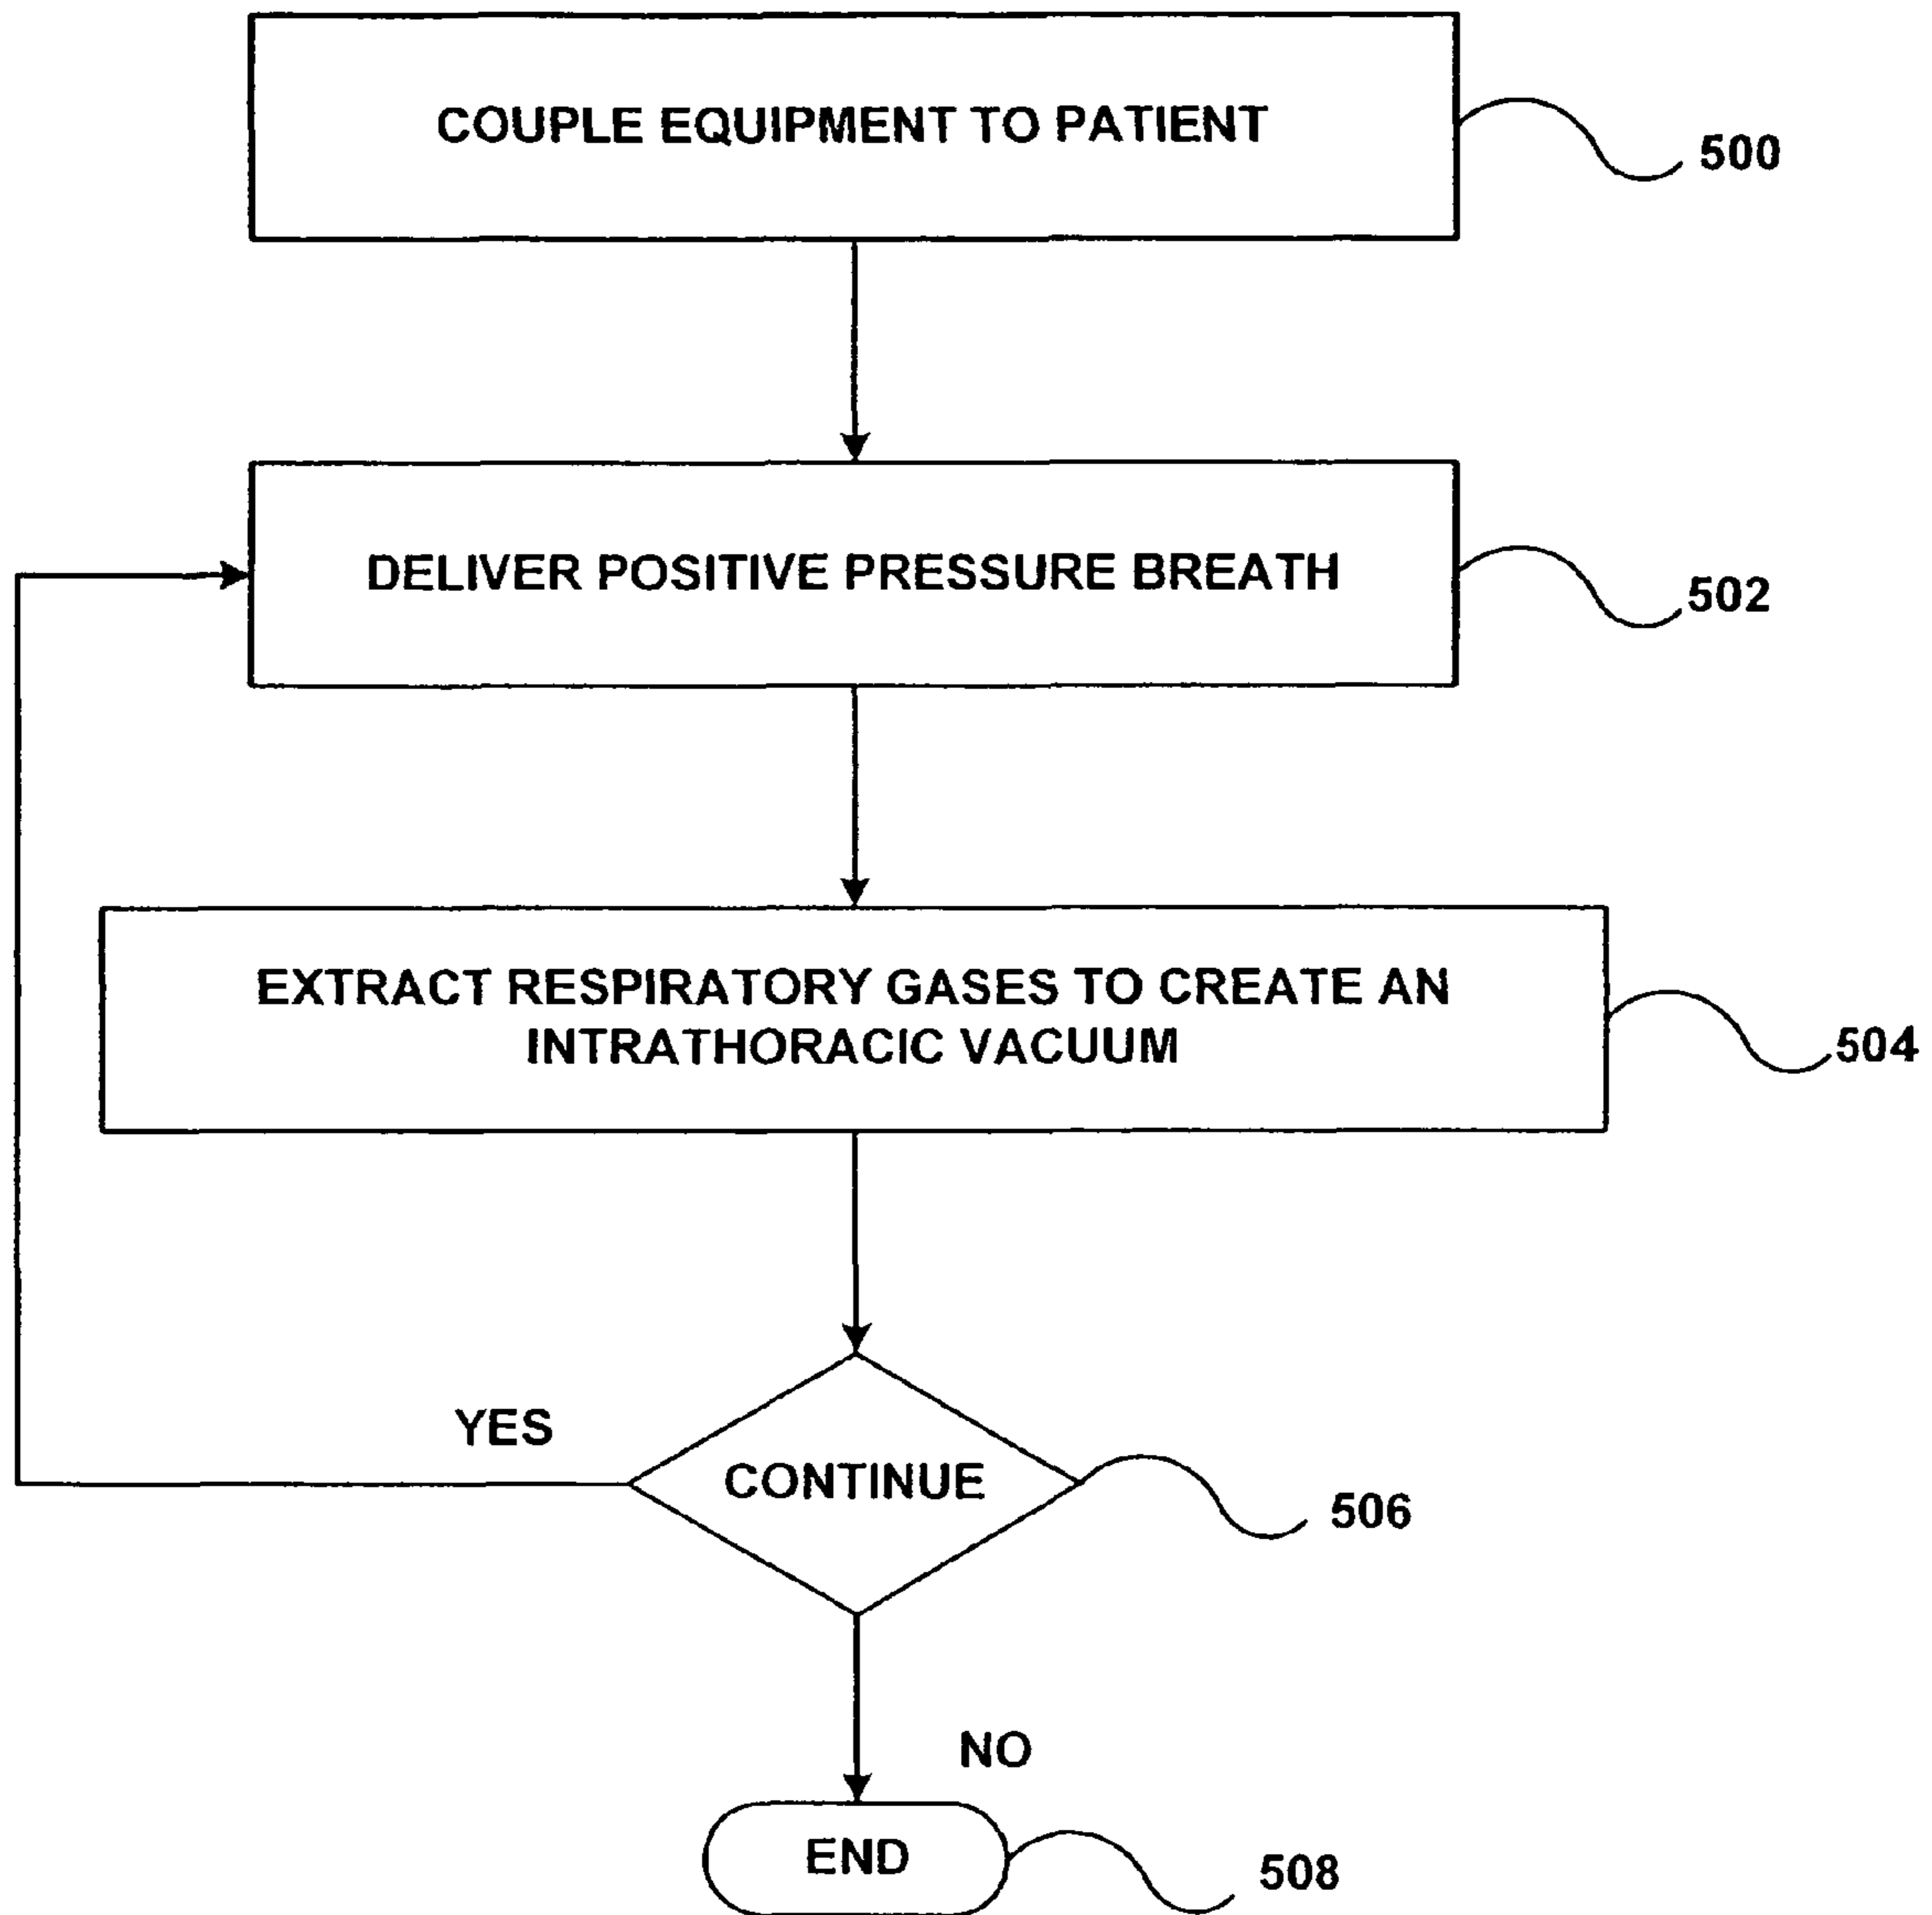 COUPLE EQUIPMENT TO PATIENT
500
DELIVER POSITIVE PRESSURE BREATH
502
EXTRACT RESPIRATORY GASES TO CREATE AN
INTRATHORACIC VACUUM
504
YES
CONTINUE
506
NO
END
508